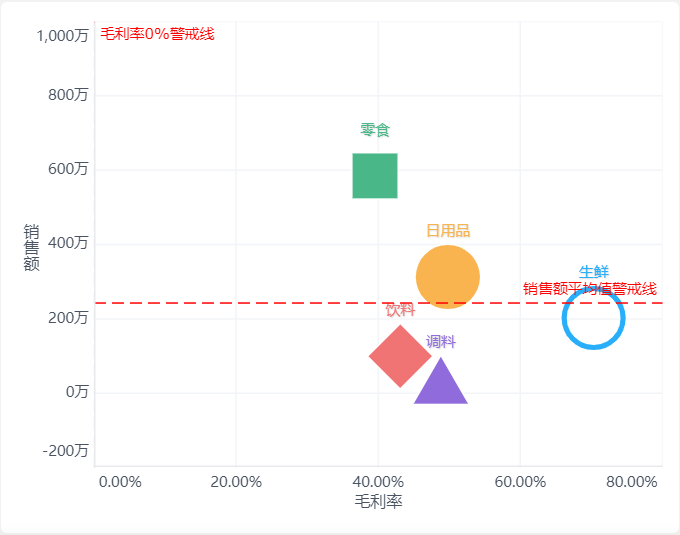 1,000万
毛利率0%警戒线
800万
零食
600万
日用品
销售额
400万
生鲜
销售额平均值警戒线
饮料
200万
调料
0万
-200万
0.00%
20.00%
40.00%
60.00%
80.00%
毛利率